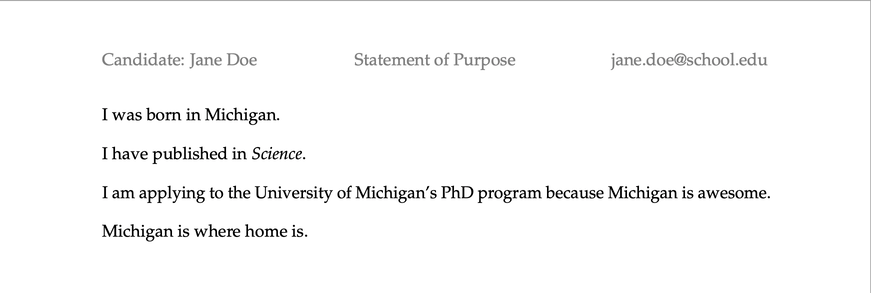 Candidate: Jane Doe Statement of Purpose jane.doe@school.edu
I was born in Michigan.
I have published in Science.
I am applying to the University of Michigan’s PhD program because Michigan is awesome.
Michigan is where home is.